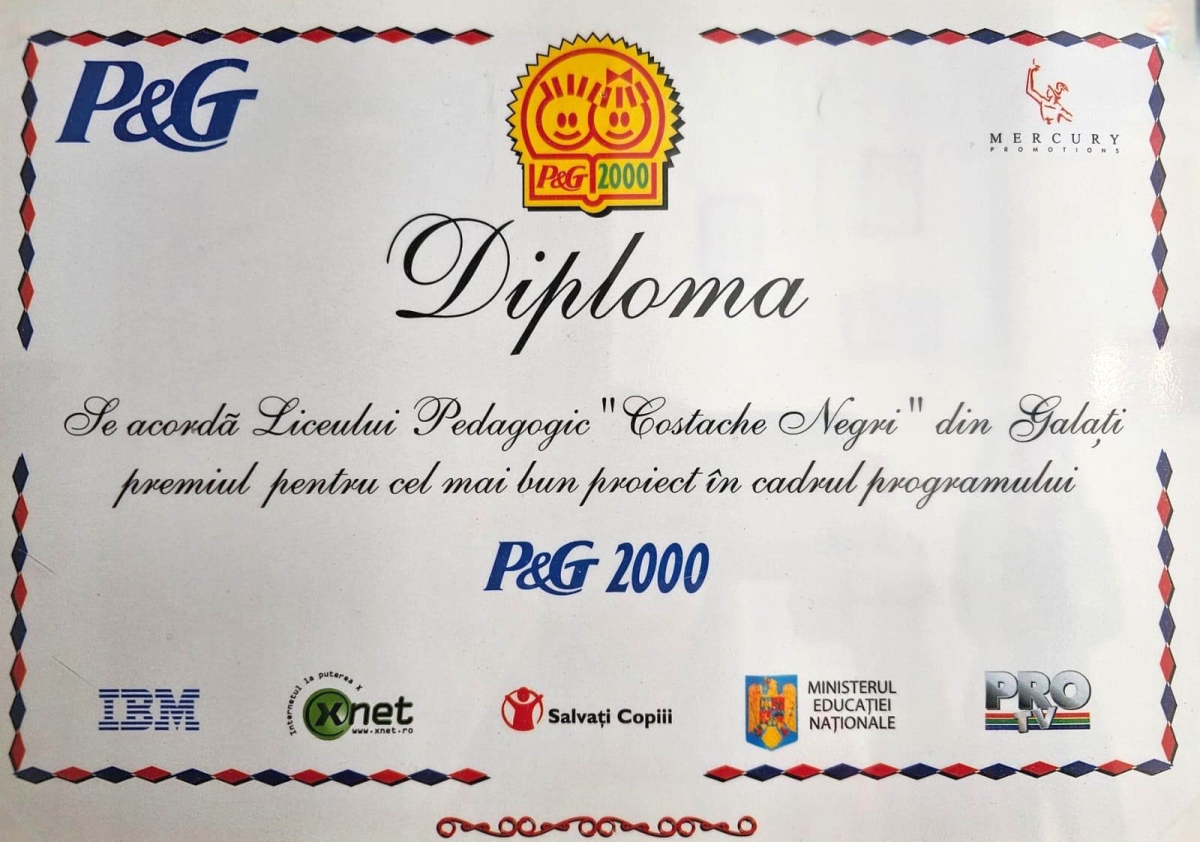 P&G
P&G 2000
MERCURY
PROMOTIONS
Diploma
Se acordã Liceului Pedagogic "Costache Negri" din Galați
premiul pentru cel mai bun proiect în cadrul programului
P&G 2000
IBM
Internetul la puterea X
xnet
www.xnet.ro
Salvați Copiii
MINISTERUL
EDUCAȚIEI
NAȚIONALE
PRO
TV